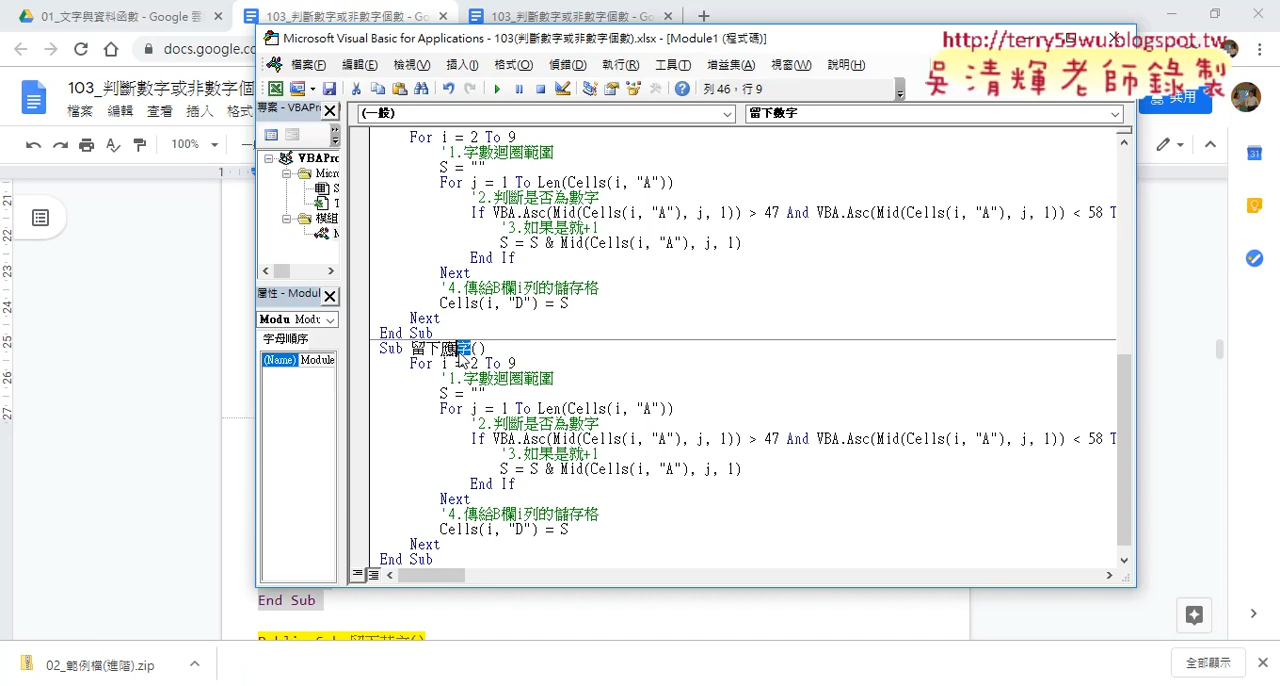 01_文字與資料函數 - Google 雲
103_判斷數字或非數字個數 - G
103_判斷數字或非數字個數 - G
docs.google.co
103_判斷數字或非數字個
檔案 編輯 查看 插入 格式
100%
共用
http://terry55wu.blogspot.tw
吳清輝老師錄製
Microsoft Visual Basic for Applications - 103(判斷數字或非數字個數).xlsx - [Module1 (程式碼)]
檔案(F) 編輯(E) 檢視(V) 插入(I) 格式(O) 偵錯(D) 執行(R) 工具(T) 增益集(A) 視窗(W) 說明(H)
列 46，行 9
專案 - VBAPro
VBAPro
Micro
模組
屬性 - Modul
Modu Modu
字母順序
(Name) Module
(一般)
留下數字
For i = 2 To 9
'1.字數迴圈範圍
S = ""
For j = 1 To Len(Cells(i, "A"))
'2.判斷是否為數字
If VBA.Asc(Mid(Cells(i, "A"), j, 1)) > 47 And VBA.Asc(Mid(Cells(i, "A"), j, 1)) < 58 T
'3.如果是就+1
S = S & Mid(Cells(i, "A"), j, 1)
End If
Next
'4.傳給B欄i列的儲存格
Cells(i, "D") = S
Next
End Sub
Sub 留下應字()
For i = 2 To 9
'1.字數迴圈範圍
S = ""
For j = 1 To Len(Cells(i, "A"))
'2.判斷是否為數字
If VBA.Asc(Mid(Cells(i, "A"), j, 1)) > 47 And VBA.Asc(Mid(Cells(i, "A"), j, 1)) < 58 T
'3.如果是就+1
S = S & Mid(Cells(i, "A"), j, 1)
End If
Next
'4.傳給B欄i列的儲存格
Cells(i, "D") = S
Next
End Sub
End Sub
Public Sub 留下英文()
02_範例檔(進階).zip
全部顯示